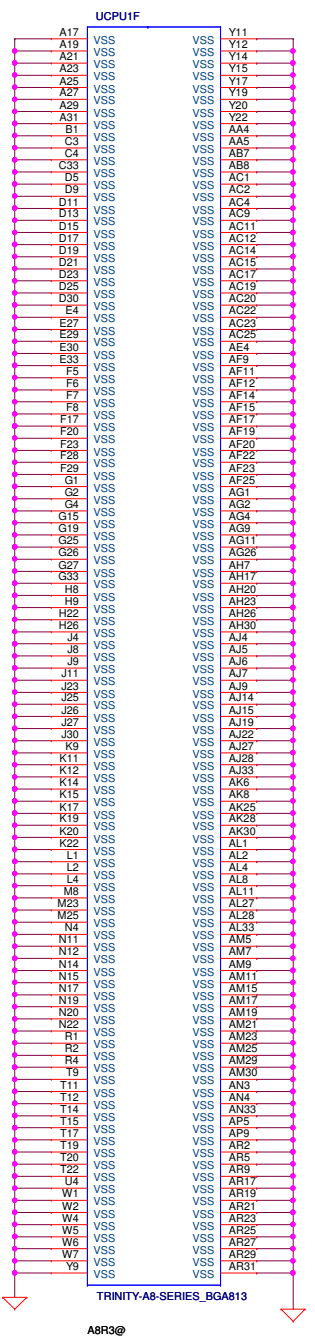 UCPU1F
A17 VSS VSS Y11
A19 VSS VSS Y12
A21 VSS VSS Y14
A23 VSS VSS Y15
A25 VSS VSS Y17
A27 VSS VSS Y19
A29 VSS VSS Y20
A31 VSS VSS Y22
B1 VSS VSS AA4
C3 VSS VSS AA5
C4 VSS VSS AB7
C33 VSS VSS AB8
D5 VSS VSS AC1
D9 VSS VSS AC2
D11 VSS VSS AC4
D13 VSS VSS AC9
D15 VSS VSS AC11
D17 VSS VSS AC12
D19 VSS VSS AC14
D21 VSS VSS AC15
D23 VSS VSS AC17
D25 VSS VSS AC19
D30 VSS VSS AC20
E4 VSS VSS AC22
E27 VSS VSS AC23
E29 VSS VSS AC25
E30 VSS VSS AE4
E33 VSS VSS AF9
F5 VSS VSS AF11
F6 VSS VSS AF12
F7 VSS VSS AF14
F8 VSS VSS AF15
F17 VSS VSS AF17
F20 VSS VSS AF19
F23 VSS VSS AF20
F28 VSS VSS AF22
F29 VSS VSS AF23
G1 VSS VSS AF25
G2 VSS VSS AG1
G4 VSS VSS AG2
G15 VSS VSS AG4
G19 VSS VSS AG9
G25 VSS VSS AG11
G26 VSS VSS AG26
G27 VSS VSS AH7
G33 VSS VSS AH17
H8 VSS VSS AH20
H9 VSS VSS AH23
H22 VSS VSS AH26
H26 VSS VSS AH30
J4 VSS VSS AJ4
J8 VSS VSS AJ5
J9 VSS VSS AJ6
J11 VSS VSS AJ7
J23 VSS VSS AJ9
J25 VSS VSS AJ14
J26 VSS VSS AJ15
J27 VSS VSS AJ19
J30 VSS VSS AJ22
K9 VSS VSS AJ27
K11 VSS VSS AJ28
K12 VSS VSS AJ33
K14 VSS VSS AK6
K15 VSS VSS AK8
K17 VSS VSS AK25
K19 VSS VSS AK28
K20 VSS VSS AK30
K22 VSS VSS AL1
L1 VSS VSS AL2
L2 VSS VSS AL4
L4 VSS VSS AL8
M8 VSS VSS AL11
M23 VSS VSS AL27
M25 VSS VSS AL28
N4 VSS VSS AL33
N11 VSS VSS AM5
N12 VSS VSS AM7
N14 VSS VSS AM9
N15 VSS VSS AM11
N17 VSS VSS AM15
N19 VSS VSS AM17
N20 VSS VSS AM19
N22 VSS VSS AM21
R1 VSS VSS AM23
R2 VSS VSS AM25
R4 VSS VSS AM29
T9 VSS VSS AM30
T11 VSS VSS AN3
T12 VSS VSS AN4
T14 VSS VSS AN33
T15 VSS VSS AP5
T17 VSS VSS AP9
T19 VSS VSS AR2
T20 VSS VSS AR5
T22 VSS VSS AR9
U4 VSS VSS AR17
W1 VSS VSS AR19
W2 VSS VSS AR21
W4 VSS VSS AR23
W5 VSS VSS AR25
W6 VSS VSS AR27
W7 VSS VSS AR29
Y9 VSS VSS AR31
TRINITY-A8-SERIES_BGA813
A8R3@